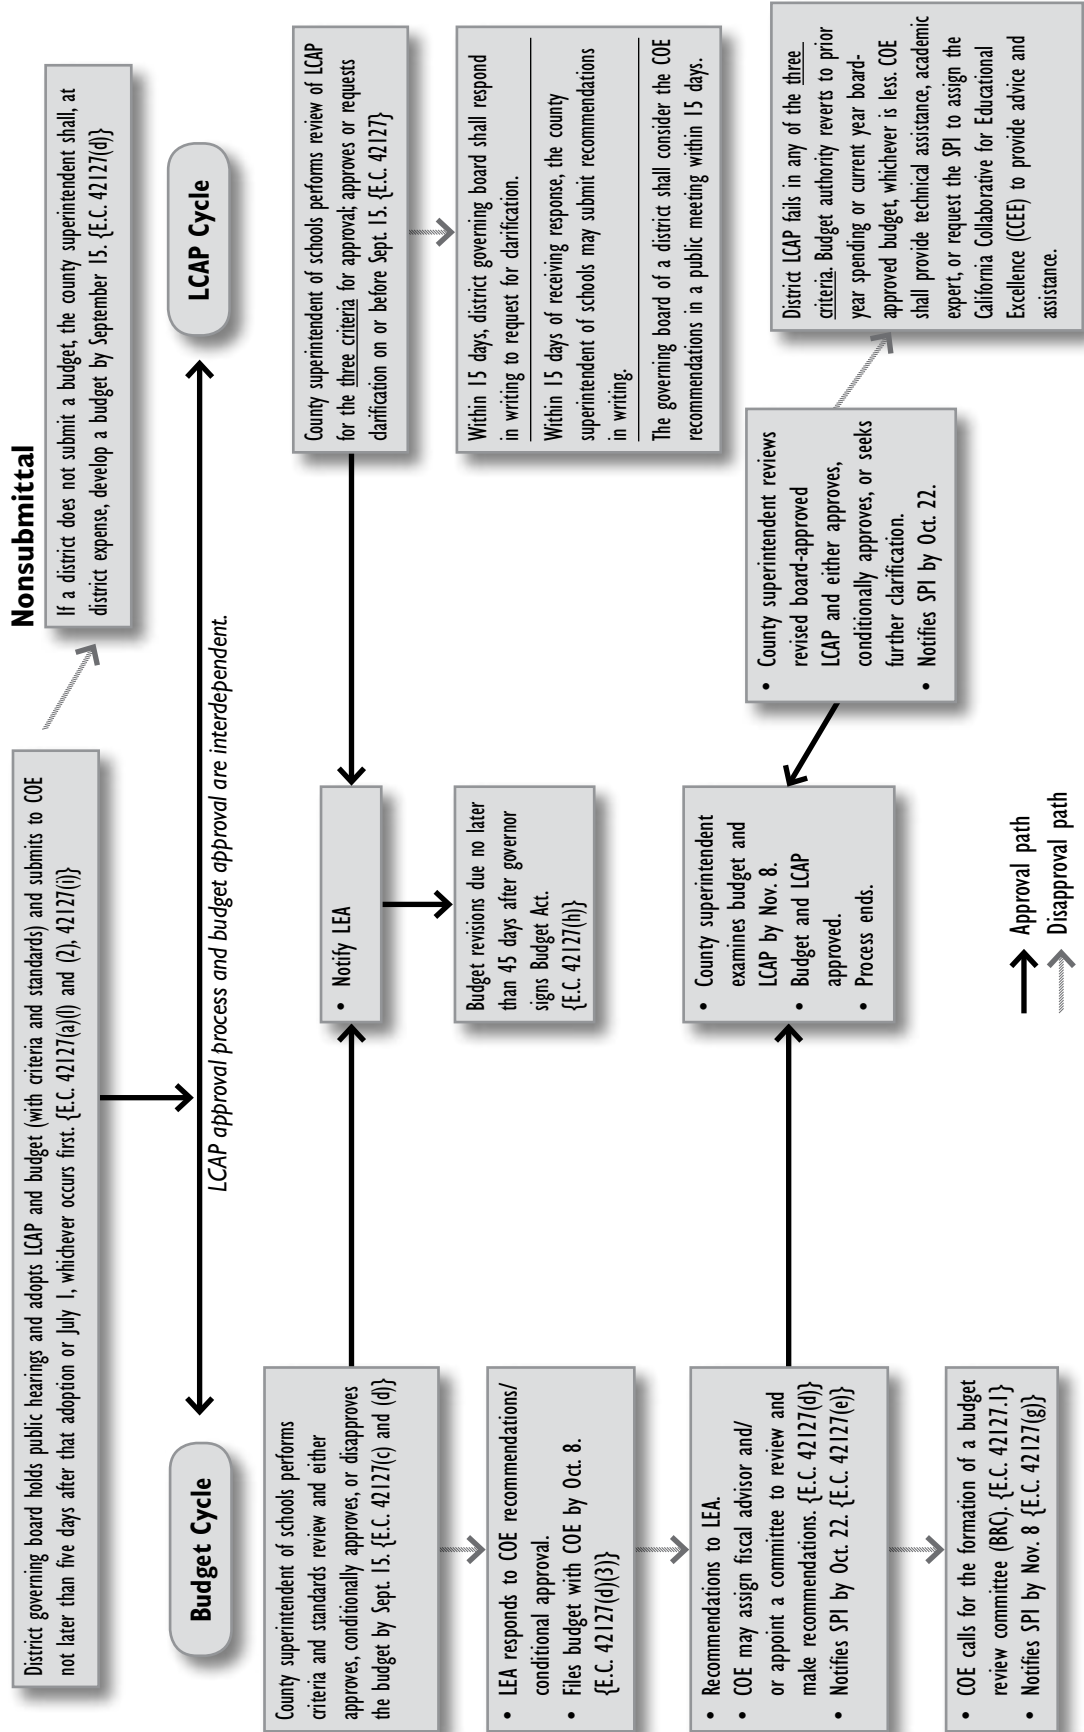 District governing board holds public hearings and adopts LCAP and budget (with criteria and standards) and submits to COE
not later than five days after that adoption or July 1, whichever occurs first. {E.C. 42127(a)(l) and (2), 42127(i)}
Nonsubmittal
If a district does not submit a budget, the county superintendent shall, at
district expense, develop a budget by September 15. {E.C. 42127(d)}
Budget Cycle
LCAP Cycle
LCAP approval process and budget approval are interdependent.
County superintendent of schools performs
criteria and standards review and either
approves, conditionally approves, or disapproves
the budget by Sept. 15. {E.C. 42127(c) and (d)}
• Notify LEA
County superintendent of schools performs review of LCAP
for the three criteria for approval; approves or requests
clarification on or before Sept. 15. {E.C. 42127}
• LEA responds to COE recommendations/
conditional approval.
• Files budget with COE by Oct. 8.
{E.C. 42127(d)(3)}
Budget revisions due no later
than 45 days after governor
signs Budget Act.
{E.C. 42127(h)}
Within 15 days, district governing board shall respond
in writing to request for clarification.
Within 15 days of receiving response, the county
superintendent of schools may submit recommendations
in writing.
The governing board of a district shall consider the COE
recommendations in a public meeting within 15 days.
• Recommendations to LEA.
• COE may assign fiscal advisor and/
or appoint a committee to review and
make recommendations. {E.C. 42127(d)}
• Notifies SPI by Oct. 22. {E.C. 42127(e)}
• County superintendent
examines budget and
LCAP by Nov. 8.
• Budget and LCAP
approved.
• Process ends.
• County superintendent reviews
revised board-approved
LCAP and either approves,
conditionally approves, or seeks
further clarification.
• Notifies SPI by Oct. 22.
District LCAP fails in any of the three
criteria. Budget authority reverts to prior
year spending or current year board-
approved budget, whichever is less. COE
shall provide technical assistance, academic
expert, or request the SPI to assign the
California Collaborative for Educational
Excellence (CCEE) to provide advice and
assistance.
• COE calls for the formation of a budget
review committee (BRC). {E.C. 42127.1}
• Notifies SPI by Nov. 8 {E.C. 42127(g)}
Approval path
Disapproval path